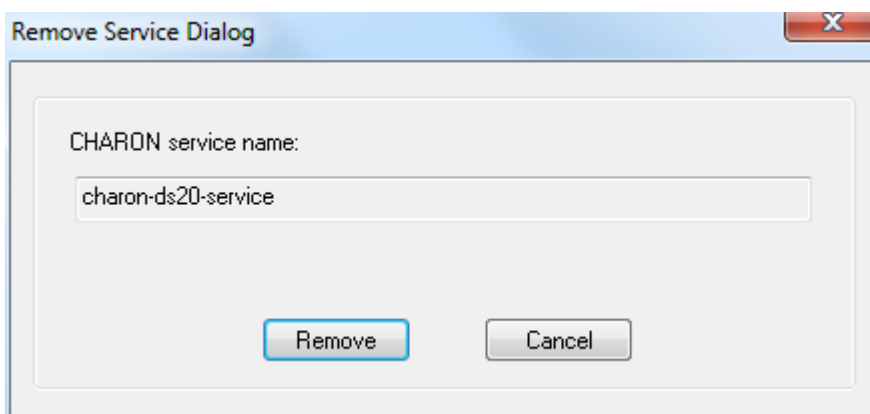 Remove Service Dialog
CHARON service name:
charon-ds20-service
Remove Cancel